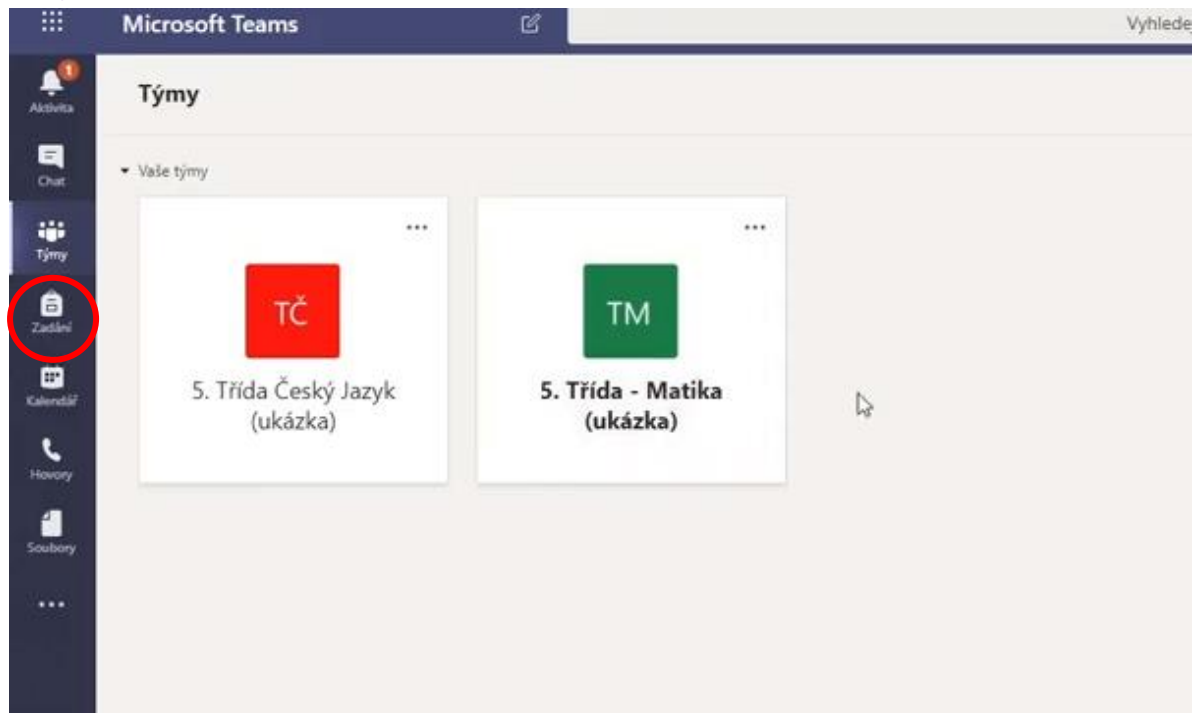 Microsoft Teams
Vyhledej
1
Aktivita
Chat
Týmy
Zadání
Kalendář
Hovory
Soubory
Týmy
Vaše týmy
TČ
5. Třída Český Jazyk
(ukázka)
TM
5. Třída - Matika
(ukázka)